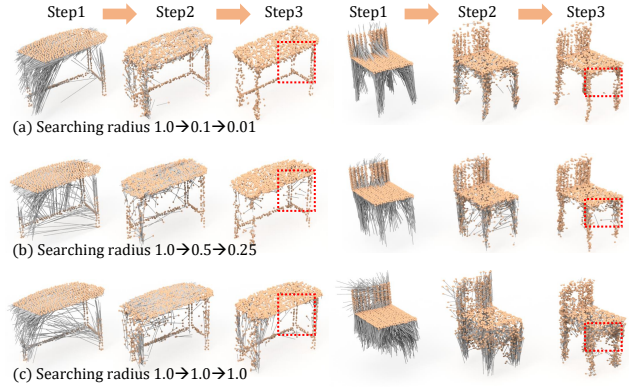 Step1 Step2 Step3 Step1 Step2 Step3
(a) Searching radius 1.0→0.1→0.01
(b) Searching radius 1.0→0.5→0.25
(c) Searching radius 1.0→1.0→1.0